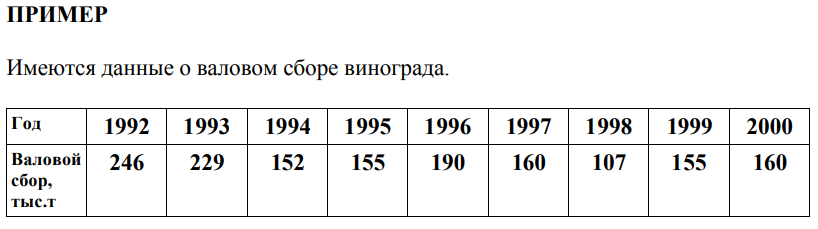 ПРИМЕР
Имеются данные о валовом сборе винограда.
Год 1992 1993 1994 1995 1996 1997 1998 1999 2000
Валовой 246 229 152 155 190 160 107 155 160
сбор,
тыс.т